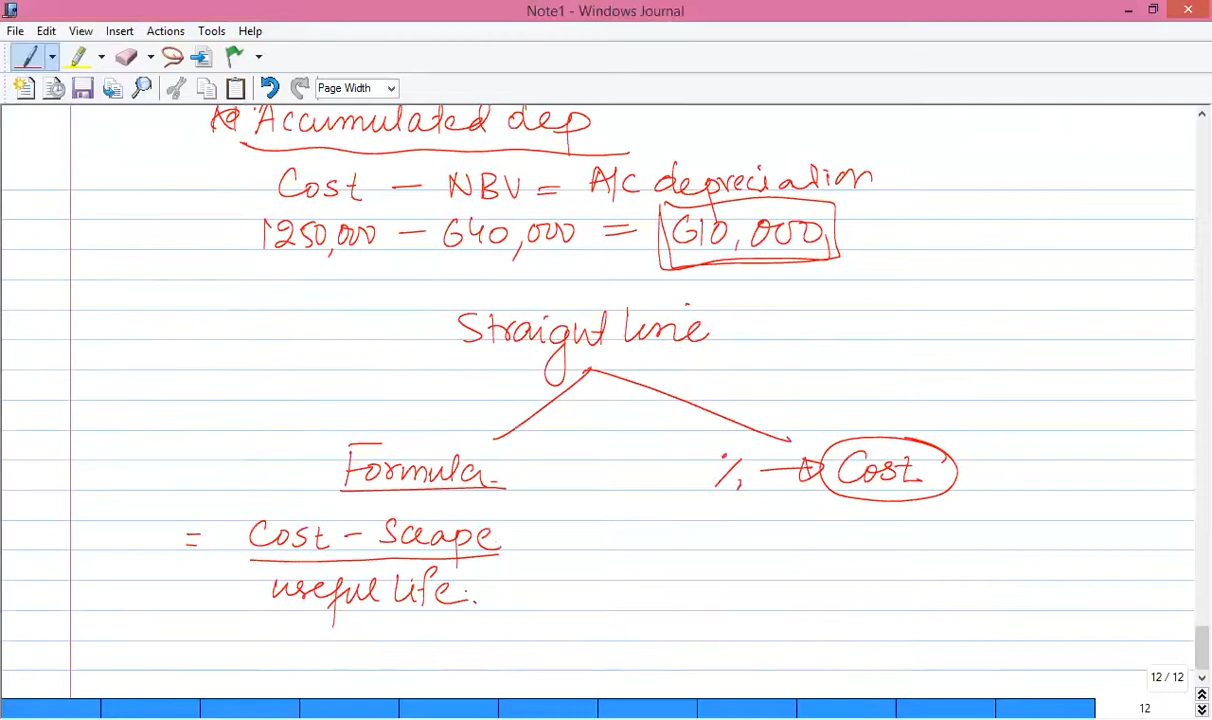 Note1 - Windows Journal
File Edit View Insert Actions Tools Help
Page Width
Accumulated dep
Cost - NBV = A/C depreciation
1250,000 - 640,000 = 610,000
Straight line
Formula
% → Cost
= Cost - Scrape
useful life.
12 / 12
12